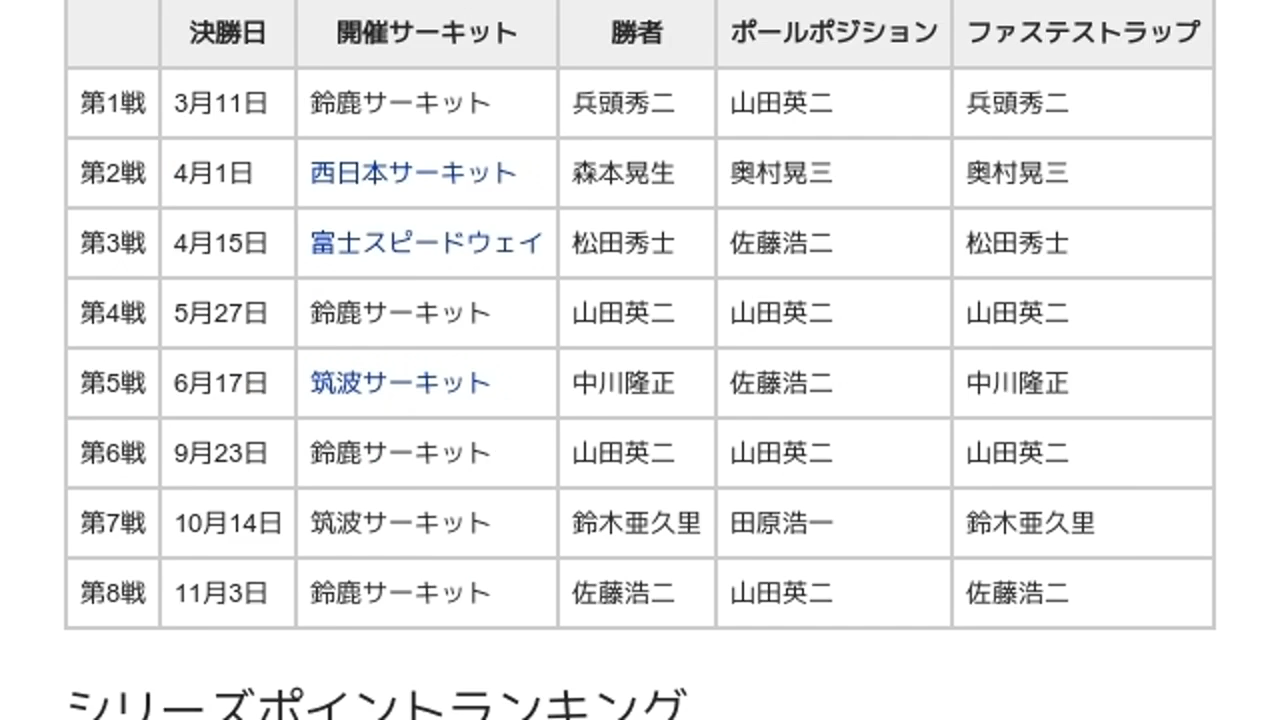 決勝日 開催サーキット 勝者 ポールポジション ファステストラップ
第1戦 3月11日 鈴鹿サーキット 兵頭秀二 山田英二 兵頭秀二
第2戦 4月1日 西日本サーキット 森本晃生 奥村晃三 奥村晃三
第3戦 4月15日 富士スピードウェイ 松田秀士 佐藤浩二 松田秀士
第4戦 5月27日 鈴鹿サーキット 山田英二 山田英二 山田英二
第5戦 6月17日 筑波サーキット 中川隆正 佐藤浩二 中川隆正
第6戦 9月23日 鈴鹿サーキット 山田英二 山田英二 山田英二
第7戦 10月14日 筑波サーキット 鈴木亜久里 田原浩一 鈴木亜久里
第8戦 11月3日 鈴鹿サーキット 佐藤浩二 山田英二 佐藤浩二
シリーズポイントランキング